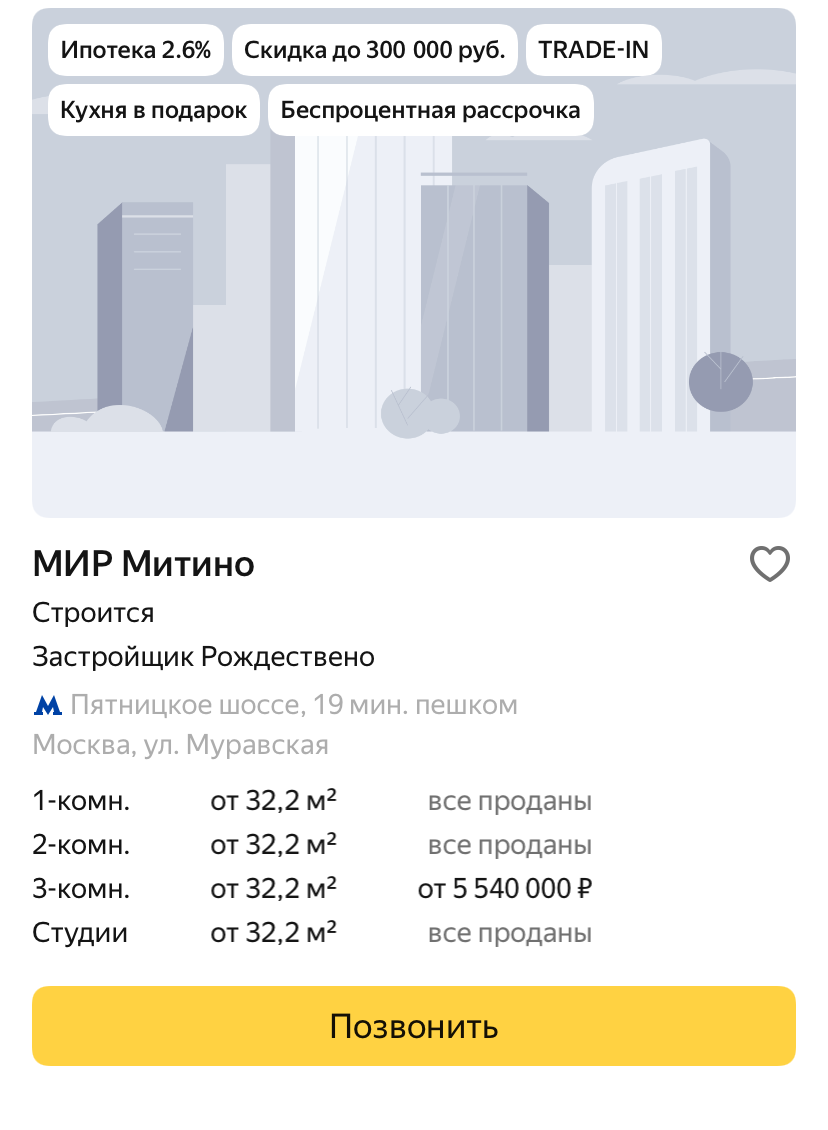 Ипотека 2.6% Скидка до 300 000 руб. TRADE-IN
Кухня в подарок Беспроцентная рассрочка
МИР Митино
Строится
Застройщик Рождествено
Пятницкое шоссе, 19 мин. пешком
Москва, ул. Муравская
1-комн. от 32,2 м² все проданы
2-комн. от 32,2 м² все проданы
3-комн. от 32,2 м² от 5 540 000 ₽
Студии от 32,2 м² все проданы
Позвонить